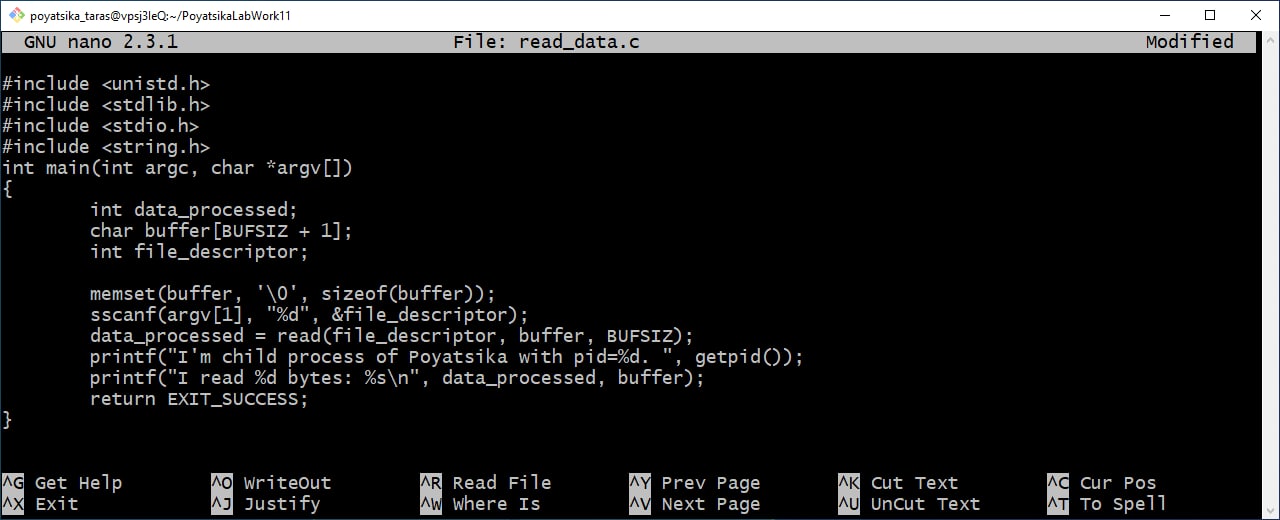 poyatsika_taras@vpsj3leQ:~/PoyatsikaLabWork11
GNU nano 2.3.1 File: read_data.c Modified
#include <unistd.h>
#include <stdlib.h>
#include <stdio.h>
#include <string.h>
int main(int argc, char *argv[])
{
        int data_processed;
        char buffer[BUFSIZ + 1];
        int file_descriptor;

        memset(buffer, '\0', sizeof(buffer));
        sscanf(argv[1], "%d", &file_descriptor);
        data_processed = read(file_descriptor, buffer, BUFSIZ);
        printf("I'm child process of Poyatsika with pid=%d. ", getpid());
        printf("I read %d bytes: %s\n", data_processed, buffer);
        return EXIT_SUCCESS;
}
^G Get Help ^O WriteOut ^R Read File ^Y Prev Page ^K Cut Text ^C Cur Pos
^X Exit ^J Justify ^W Where Is ^V Next Page ^U UnCut Text ^T To Spell